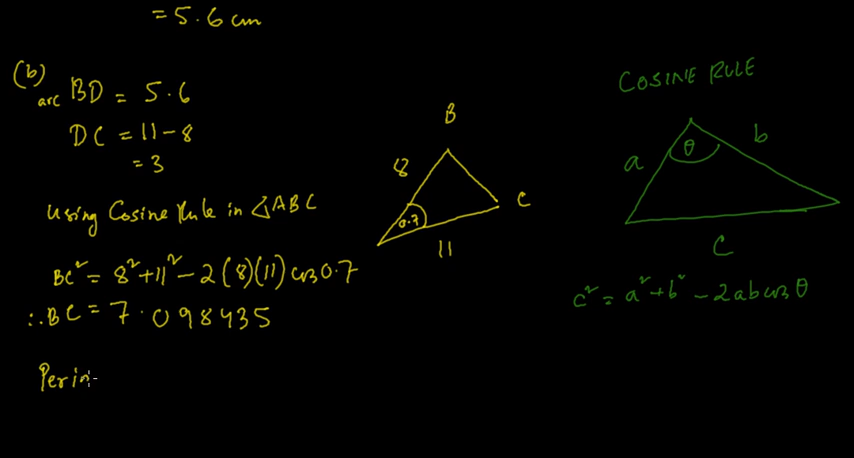 = 5.6 cm
(b)
arc BD = 5.6
DC = 11 - 8
= 3
Using Cosine Rule in △ABC
BC² = 8² + 11² - 2(8)(11) cos 0.7
∴ BC = 7.098435
Perim
B
8
C
0.7
11
COSINE RULE
a
θ
b
C
c² = a² + b² - 2ab cos θ